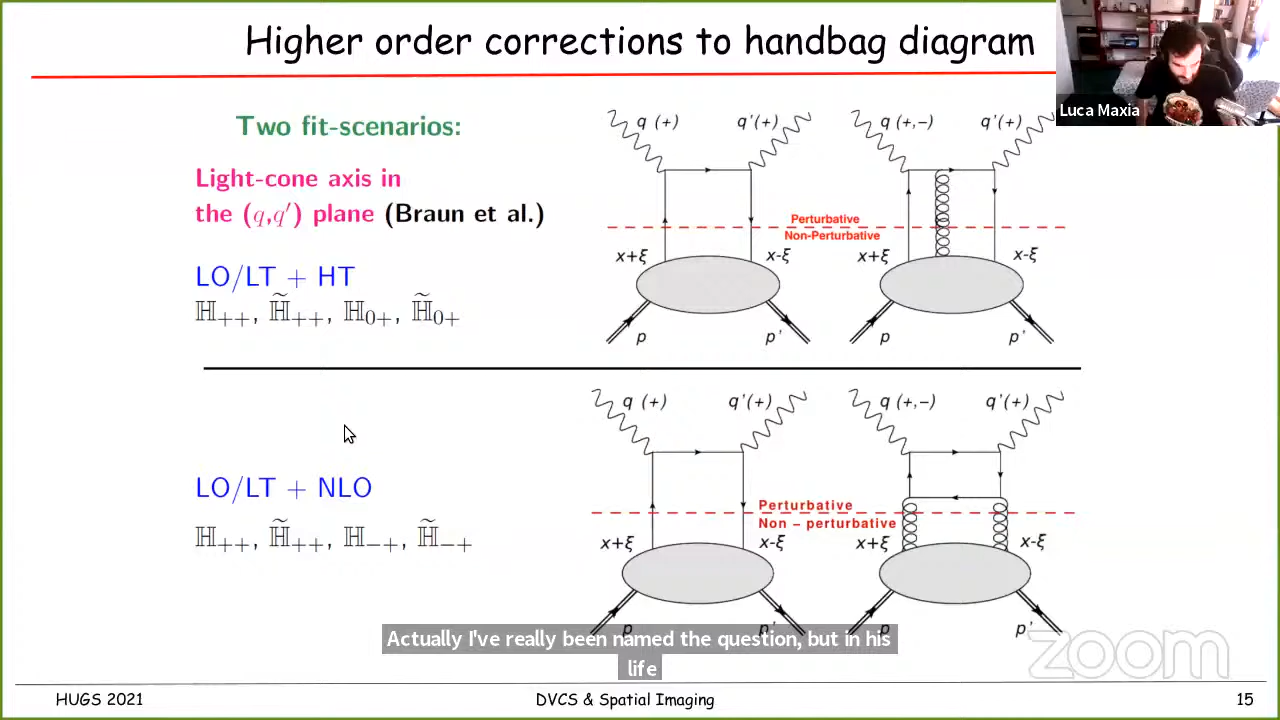 Higher order corrections to handbag diagram
Luca Maxia
Two fit-scenarios:
Light-cone axis in
the (q,q′) plane (Braun et al.)
LO/LT + HT
ℍ₊₊, ℍ̃₊₊, ℍ₀₊, ℍ̃₀₊
q (+) q'(+)
Perturbative
Non-Perturbative
x+ξ x-ξ
p p'
q (+,-) q'(+)
x+ξ x-ξ
p p'
LO/LT + NLO
ℍ₊₊, ℍ̃₊₊, ℍ₋₊, ℍ̃₋₊
q (+) q'(+)
Perturbative
Non - perturbative
x+ξ x-ξ
p p'
q (+,-) q'(+)
x+ξ x-ξ
p p'
Actually I've really been named the question, but in his
life
zoom
HUGS 2021 DVCS & Spatial Imaging 15